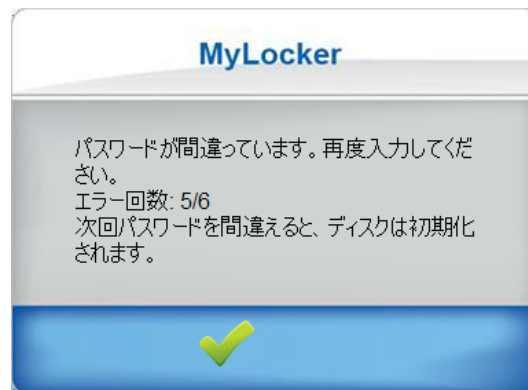 MyLocker
パスワードが間違っています。再度入力してくだ
さい。
エラー回数: 5/6
次回パスワードを間違えると、ディスクは初期化
されます。